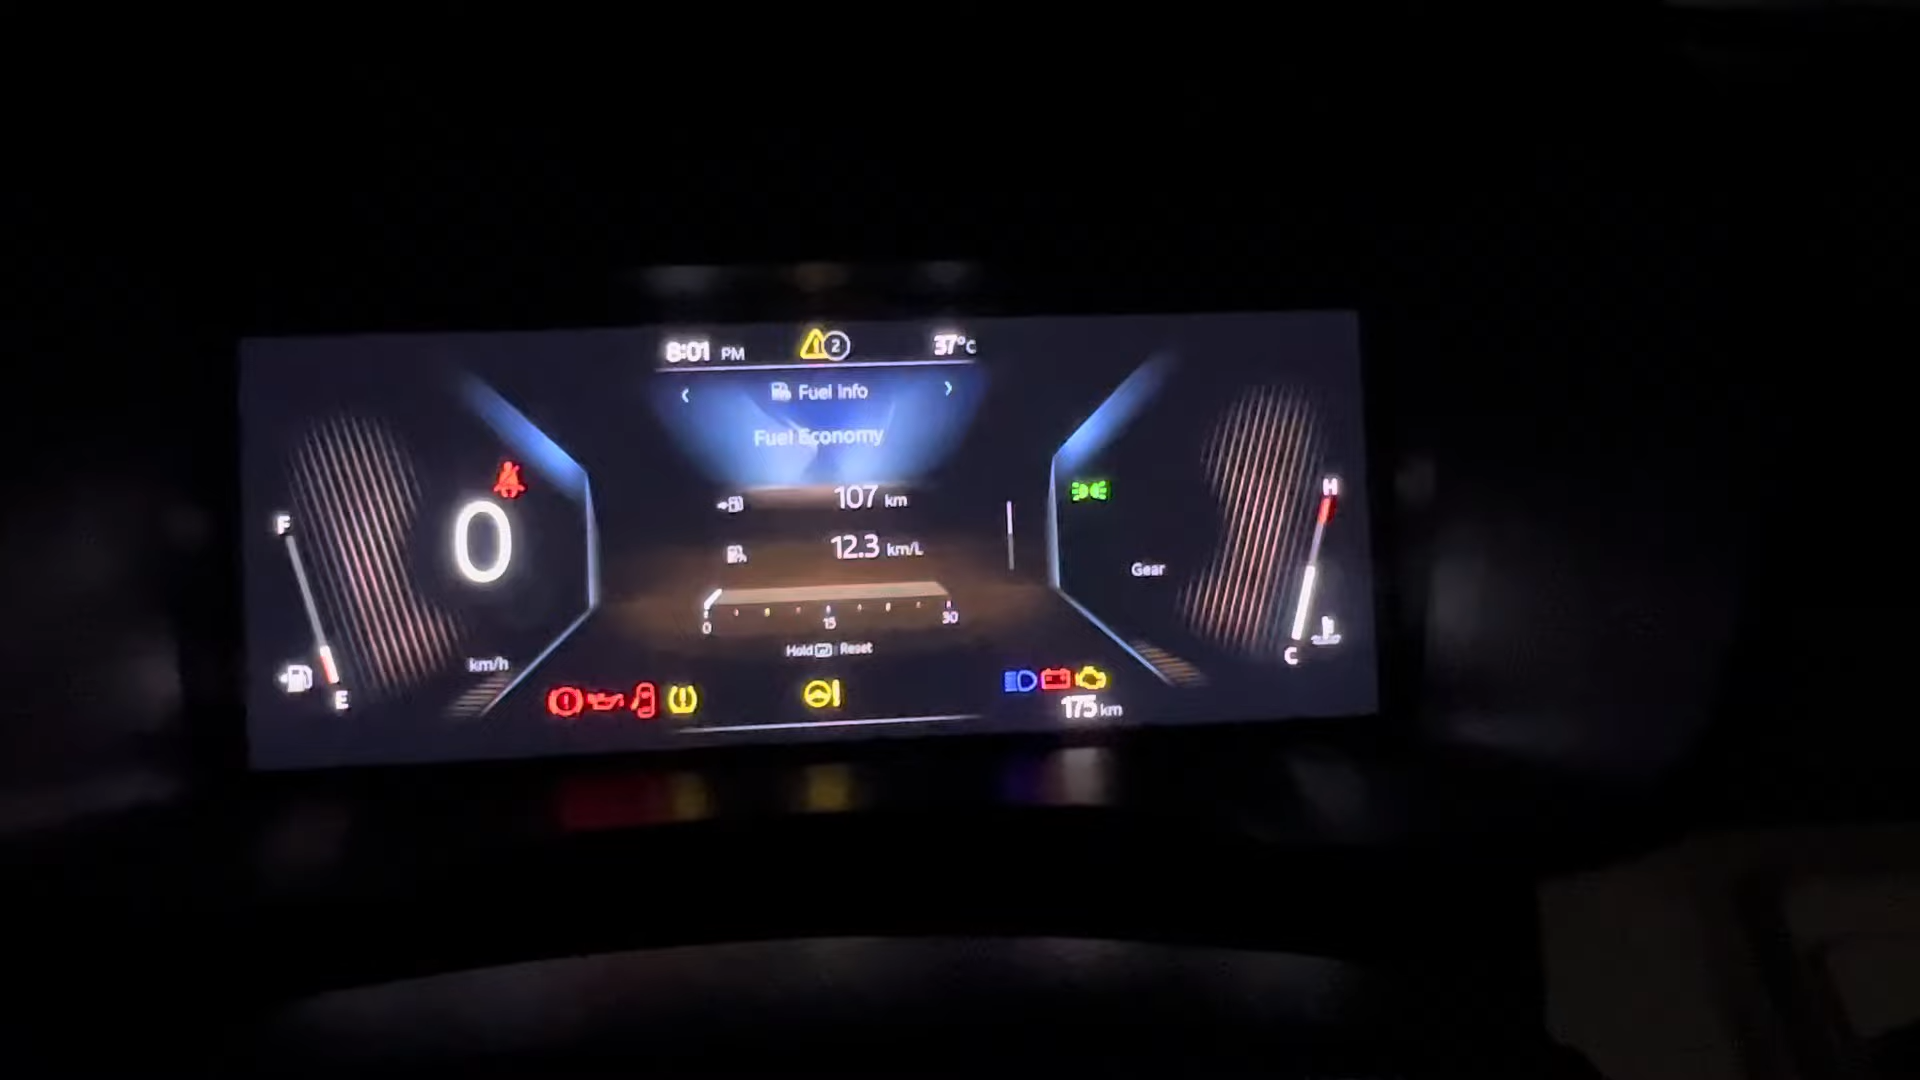 8:01 PM 2 37°C
Fuel Info
Fuel Economy
107 km
12.3 km/L
0 15 30
Hold : Reset
0
km/h
F
E
Gear
H
C
175 km